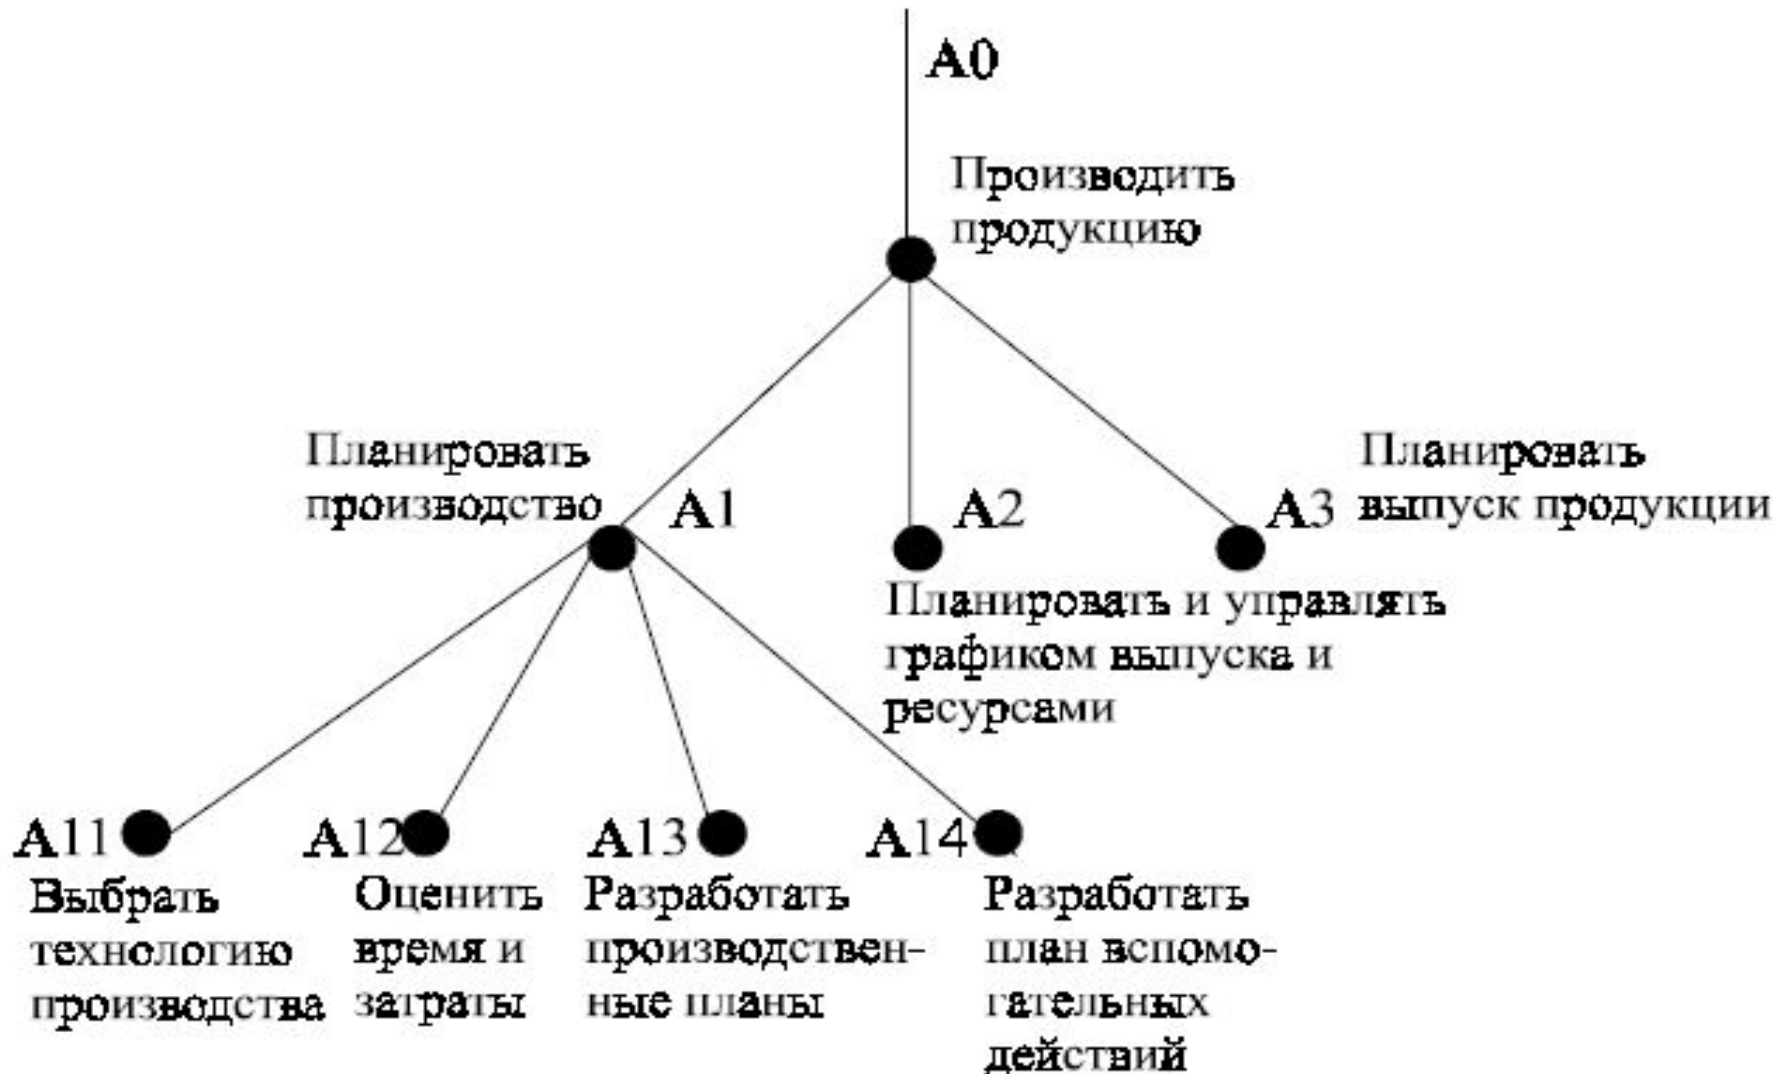 A0
Производить
продукцию
Планировать
производство
A1
A2
Планировать и управлять
графиком выпуска и
ресурсами
A3
Планировать
выпуск продукции
A11
Выбрать
технологию
производства
A12
Оценить
время и
затраты
A13
Разработать
производствен-
ные планы
A14
Разработать
план вспомо-
гательных
действий